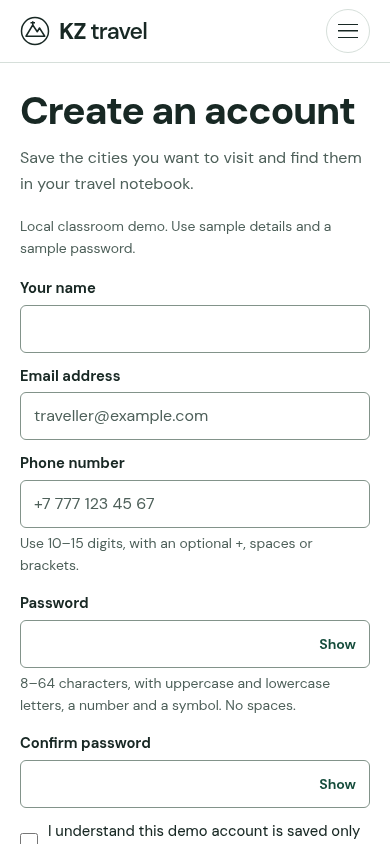 KZ travel
Create an account
Save the cities you want to visit and find them
in your travel notebook.
Local classroom demo. Use sample details and a
sample password.
Your name
Email address
traveller@example.com
Phone number
+7 777 123 45 67
Use 10–15 digits, with an optional +, spaces or
brackets.
Password
Show
8–64 characters, with uppercase and lowercase
letters, a number and a symbol. No spaces.
Confirm password
Show
I understand this demo account is saved only